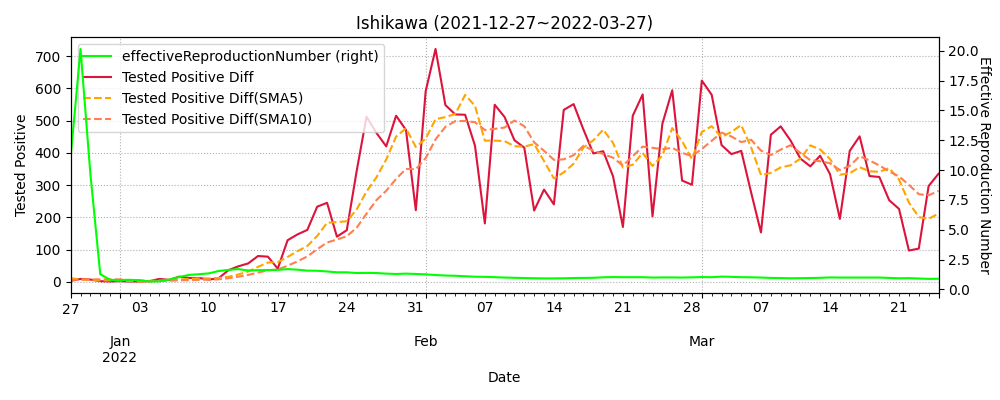 Ishikawa (2021-12-27~2022-03-27)
effectiveReproductionNumber (right)
Tested Positive Diff
Tested Positive Diff(SMA5)
Tested Positive Diff(SMA10)
Tested Positive
700
600
500
400
300
200
100
0
20.0
17.5
15.0
12.5
10.0
7.5
5.0
2.5
0.0
Effective Reproduction Number
27 03 10 17 24 07 14 21 28 07 14 21
Jan Feb Mar
2022
Date